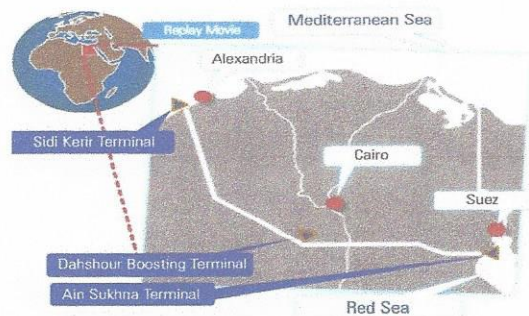 Mediterranean Sea
Replay Movie
Alexandria
Sidi Kerir Terminal
Cairo
Suez
Dahshour Boosting Terminal
Ain Sukhna Terminal
Red Sea